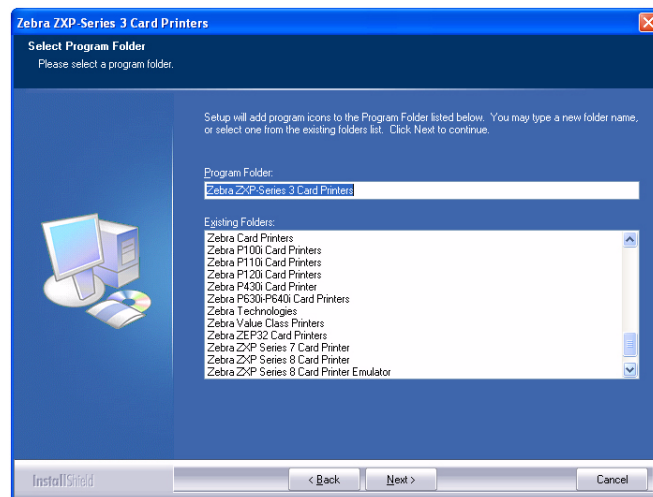 Zebra ZXP-Series 3 Card Printers
Select Program Folder
Please select a program folder.
Setup will add program icons to the Program Folder listed below. You may type a new folder name,
or select one from the existing folders list. Click Next to continue.
Program Folder:
Zebra ZXP-Series 3 Card Printers
Existing Folders:
Zebra Card Printers
Zebra P100i Card Printers
Zebra P110i Card Printers
Zebra P120i Card Printers
Zebra P430i Card Printer
Zebra P630i-P640i Card Printers
Zebra Technologies
Zebra Value Class Printers
Zebra ZEP32 Card Printers
Zebra ZXP Series 7 Card Printer
Zebra ZXP Series 8 Card Printer
Zebra ZXP Series 8 Card Printer Emulator
InstallShield
< Back
Next >
Cancel